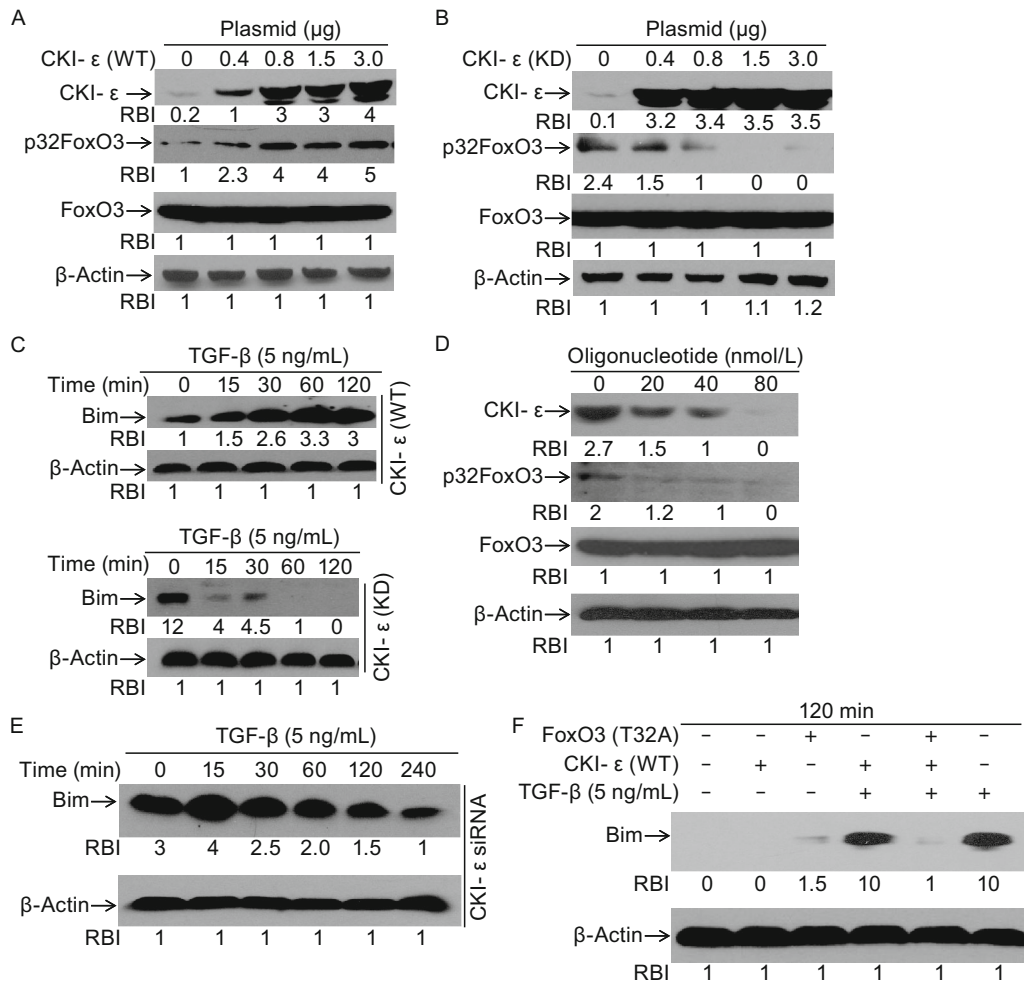 A
Plasmid (μg)
CKI- ε (WT) 0 0.4 0.8 1.5 3.0
CKI- ε→
RBI 0.2 1 3 3 4
p32FoxO3→
RBI 1 2.3 4 4 5
FoxO3→
RBI 1 1 1 1 1
β-Actin→
RBI 1 1 1 1 1
B
Plasmid (μg)
CKI- ε (KD) 0 0.4 0.8 1.5 3.0
CKI- ε→
RBI 0.1 3.2 3.4 3.5 3.5
p32FoxO3→
RBI 2.4 1.5 1 0 0
FoxO3→
RBI 1 1 1 1 1
β-Actin→
RBI 1 1 1 1.1 1.2
C
TGF-β (5 ng/mL)
Time (min) 0 15 30 60 120
Bim→
RBI 1 1.5 2.6 3.3 3
β-Actin→
RBI 1 1 1 1 1
CKI- ε (WT)
TGF-β (5 ng/mL)
Time (min) 0 15 30 60 120
Bim→
RBI 12 4 4.5 1 0
β-Actin→
RBI 1 1 1 1 1
CKI- ε (KD)
D
Oligonucleotide (nmol/L)
0 20 40 80
CKI- ε→
RBI 2.7 1.5 1 0
p32FoxO3→
RBI 2 1.2 1 0
FoxO3→
RBI 1 1 1 1
β-Actin→
RBI 1 1 1 1
E
TGF-β (5 ng/mL)
Time (min) 0 15 30 60 120 240
Bim→
RBI 3 4 2.5 2.0 1.5 1
β-Actin→
RBI 1 1 1 1 1 1
CKI- ε siRNA
F
120 min
FoxO3 (T32A) – – + – + –
CKI- ε (WT) – + – + + –
TGF-β (5 ng/mL) – – – + + +
Bim→
RBI 0 0 1.5 10 1 10
β-Actin→
RBI 1 1 1 1 1 1